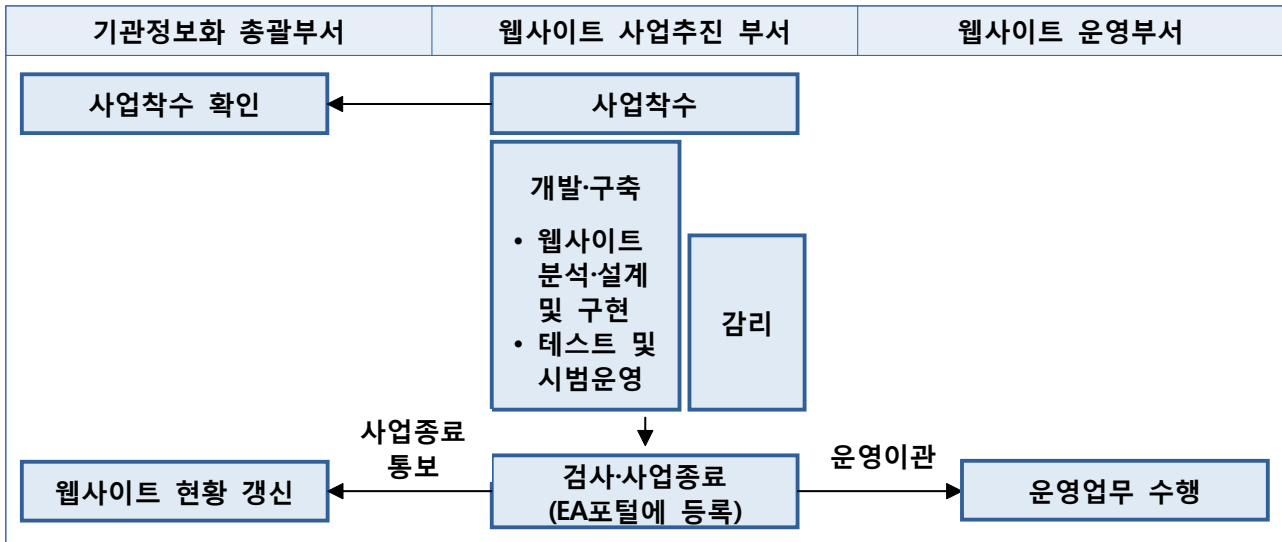 기관정보화 총괄부서
웹사이트 사업추진 부서
웹사이트 운영부서
사업착수 확인
사업착수
개발·구축
• 웹사이트
분석·설계
및 구현
• 테스트 및
시범운영
감리
사업종료
통보
운영이관
웹사이트 현황 갱신
검사·사업종료
(EA포털에 등록)
운영업무 수행